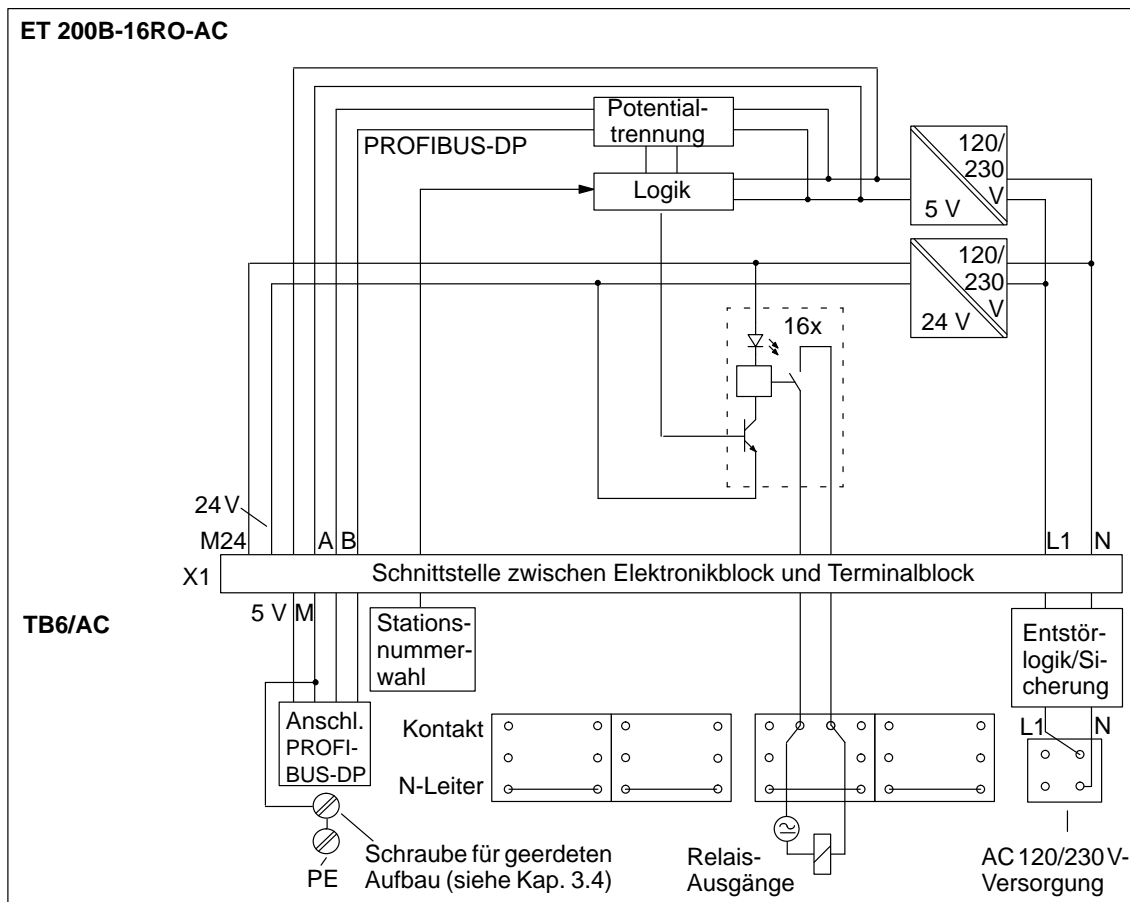 ET 200B-16RO-AC
Potential-
trennung
PROFIBUS-DP
Logik
120/
230
V
5 V
120/
230
V
24 V
16x
24 V
M24
A
B
L1
N
X1
Schnittstelle zwischen Elektronikblock und Terminalblock
5 V
M
TB6/AC
Stations-
nummer-
wahl
Entstör-
logik/Si-
cherung
Anschl.
PROFI-
BUS-DP
Kontakt
N-Leiter
L1
N
PE
Schraube für geerdeten
Aufbau (siehe Kap. 3.4)
Relais-
Ausgänge
AC 120/230 V-
Versorgung